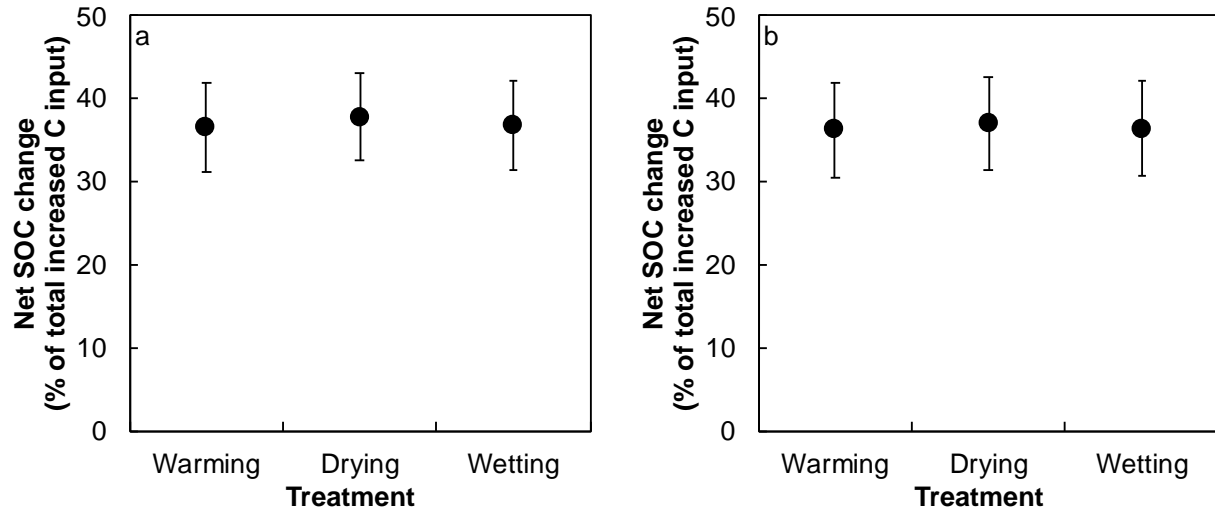 a
Net SOC change
(% of total increased C input)
50
40
30
20
10
0
Warming Drying Wetting
Treatment
b
Net SOC change
(% of total increased C input)
50
40
30
20
10
0
Warming Drying Wetting
Treatment